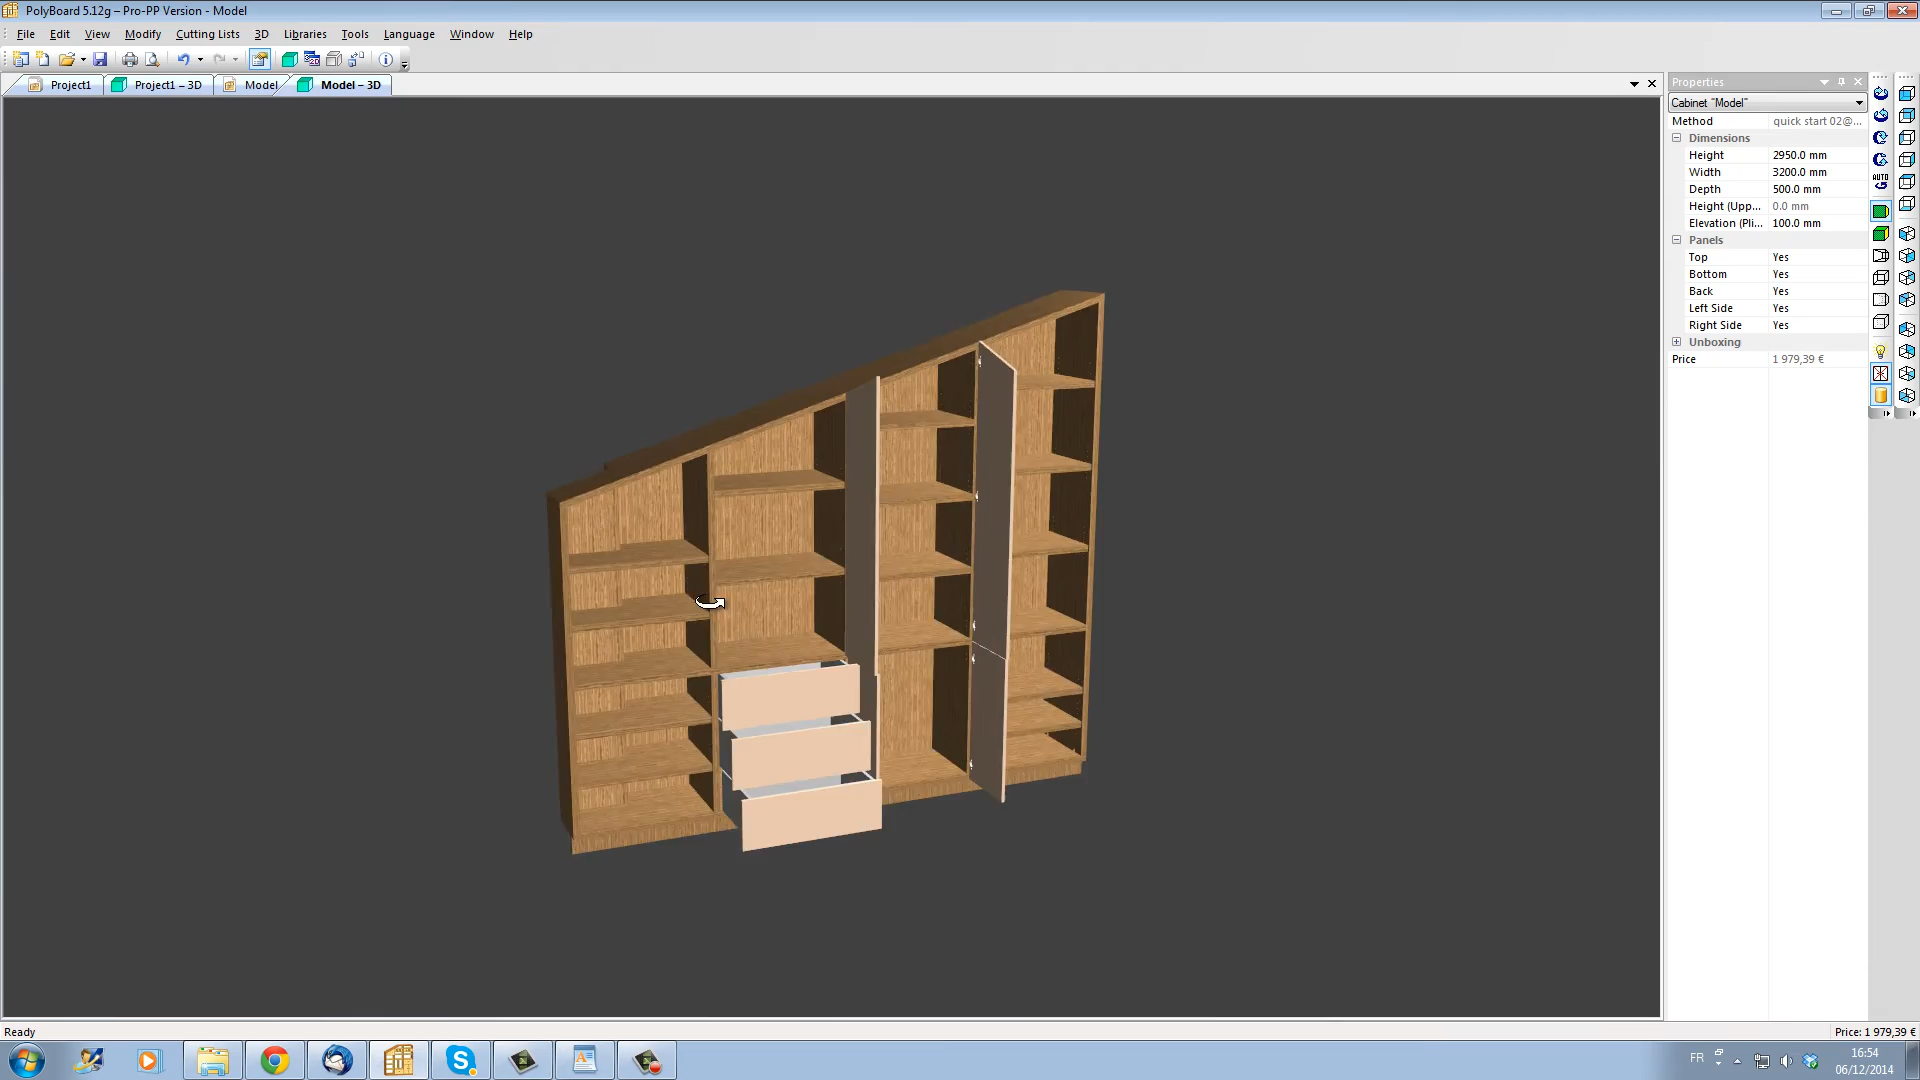 PolyBoard 5.12g – Pro-PP Version - Model
File Edit View Modify Cutting Lists 3D Libraries Tools Language Window Help
Project1 Project1 – 3D Model Model – 3D
Properties
Cabinet "Model"
Method quick start 02@...
Dimensions
Height 2950.0 mm
Width 3200.0 mm
Depth 500.0 mm
Height (Upp... 0.0 mm
Elevation (Pli... 100.0 mm
Panels
Top Yes
Bottom Yes
Back Yes
Left Side Yes
Right Side Yes
Unboxing
Price 1 979,39 €
AUTO
Ready
Price: 1 979,39 €
FR
16:54
06/12/2014